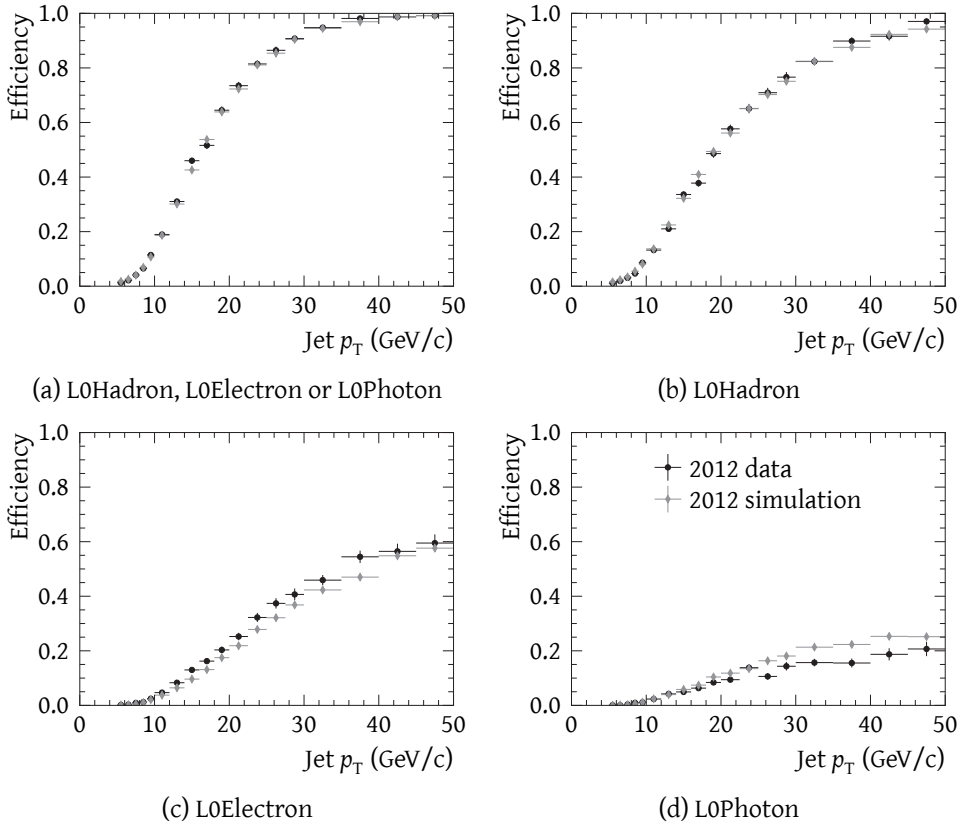 1.0
0.8
0.6
0.4
0.2
0.0
Efficiency
0 10 20 30 40 50
Jet pT (GeV/c)
(a) L0Hadron, L0Electron or L0Photon
1.0
0.8
0.6
0.4
0.2
0.0
Efficiency
0 10 20 30 40 50
Jet pT (GeV/c)
(b) L0Hadron
1.0
0.8
0.6
0.4
0.2
0.0
Efficiency
0 10 20 30 40 50
Jet pT (GeV/c)
(c) L0Electron
1.0
0.8
0.6
0.4
0.2
0.0
Efficiency
2012 data
2012 simulation
0 10 20 30 40 50
Jet pT (GeV/c)
(d) L0Photon